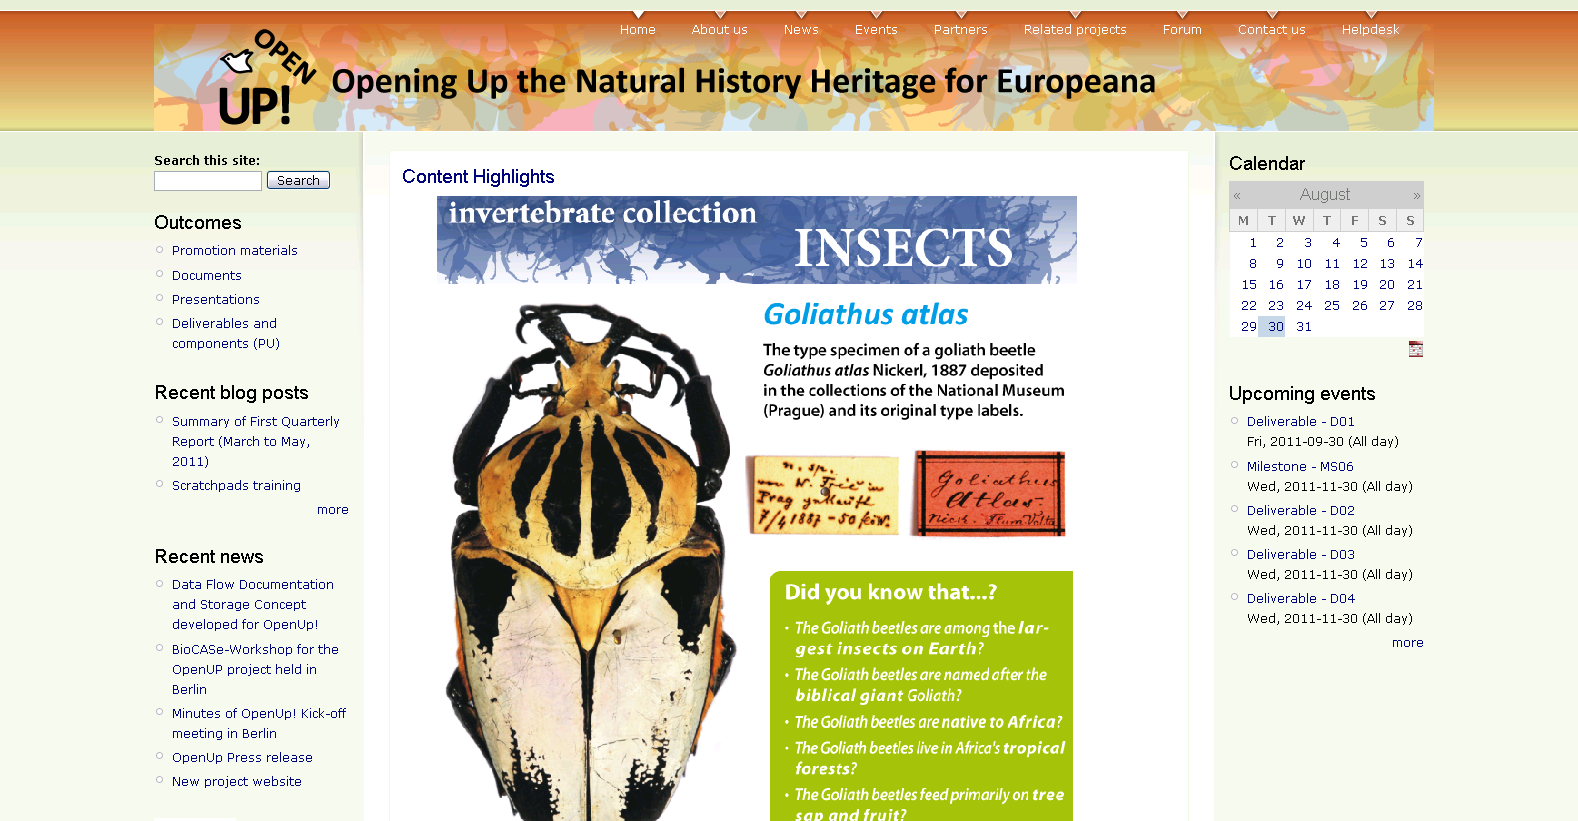 Home
About us
News
Events
Partners
Related projects
Forum
Contact us
Helpdesk
OPEN
UP!
Opening Up the Natural History Heritage for Europeana
Search this site:
Search
Outcomes
Promotion materials
Documents
Presentations
Deliverables and
components (PU)
Recent blog posts
Summary of First Quarterly
Report (March to May,
2011)
Scratchpads training
more
Recent news
Data Flow Documentation
and Storage Concept
developed for OpenUp!
BioCASe-Workshop for the
OpenUP project held in
Berlin
Minutes of OpenUp! Kick-off
meeting in Berlin
OpenUp Press release
New project website
Content Highlights
invertebrate collection
INSECTS
Goliathus atlas
The type specimen of a goliath beetle
Goliathus atlas Nickerl, 1887 deposited
in the collections of the National Museum
(Prague) and its original type labels.
n. sp.
7/4 1887
Goliathus
Atlas
Did you know that...?
• The Goliath beetles are among the lar-
gest insects on Earth?
• The Goliath beetles are named after the
biblical giant Goliath?
• The Goliath beetles are native to Africa?
• The Goliath beetles live in Africa's tropical
forests?
• The Goliath beetles feed primarily on tree
sap and fruit?
Calendar
« August »
M T W T F S S
1 2 3 4 5 6 7
8 9 10 11 12 13 14
15 16 17 18 19 20 21
22 23 24 25 26 27 28
29 30 31
Upcoming events
Deliverable - D01
Fri, 2011-09-30 (All day)
Milestone - MS06
Wed, 2011-11-30 (All day)
Deliverable - D02
Wed, 2011-11-30 (All day)
Deliverable - D03
Wed, 2011-11-30 (All day)
Deliverable - D04
Wed, 2011-11-30 (All day)
more